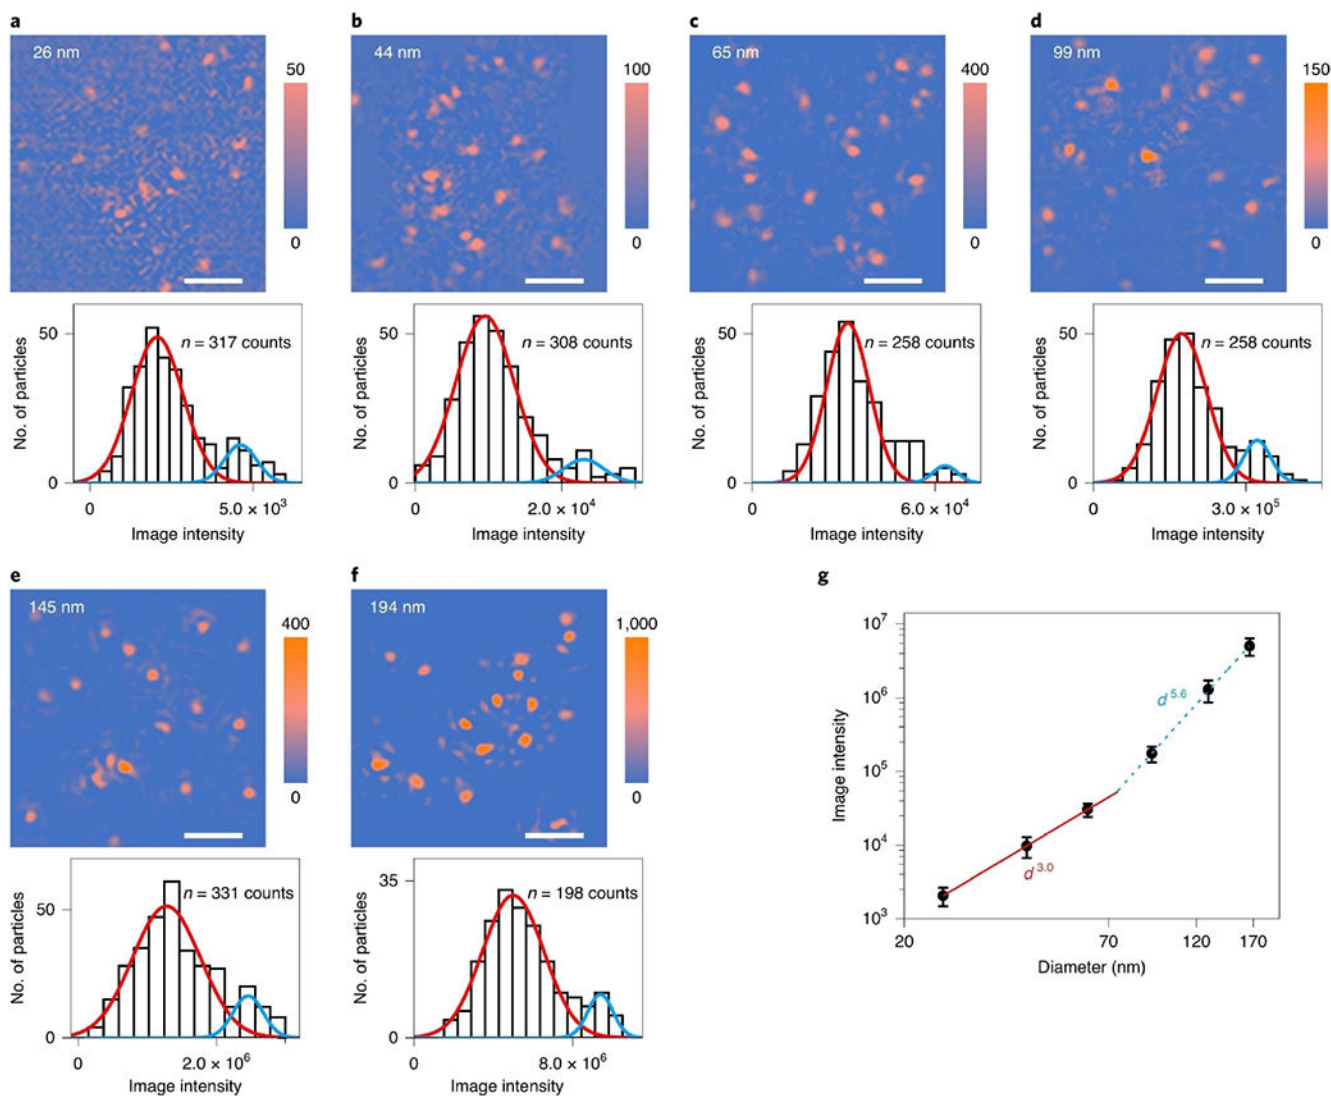 a
26 nm
50
0
50
0
No. of particles
n = 317 counts
0
5.0 × 10³
Image intensity
b
44 nm
100
0
50
0
No. of particles
n = 308 counts
0
2.0 × 10⁴
Image intensity
c
65 nm
400
0
50
0
No. of particles
n = 258 counts
0
6.0 × 10⁴
Image intensity
d
99 nm
150
0
50
0
No. of particles
n = 258 counts
0
3.0 × 10⁵
Image intensity
e
145 nm
400
0
50
0
No. of particles
n = 331 counts
0
2.0 × 10⁶
Image intensity
f
194 nm
1,000
0
35
0
No. of particles
n = 198 counts
0
8.0 × 10⁶
Image intensity
g
10⁷
10⁶
10⁵
10⁴
10³
Image intensity
d 5.6
d 3.0
20
70
120
170
Diameter (nm)